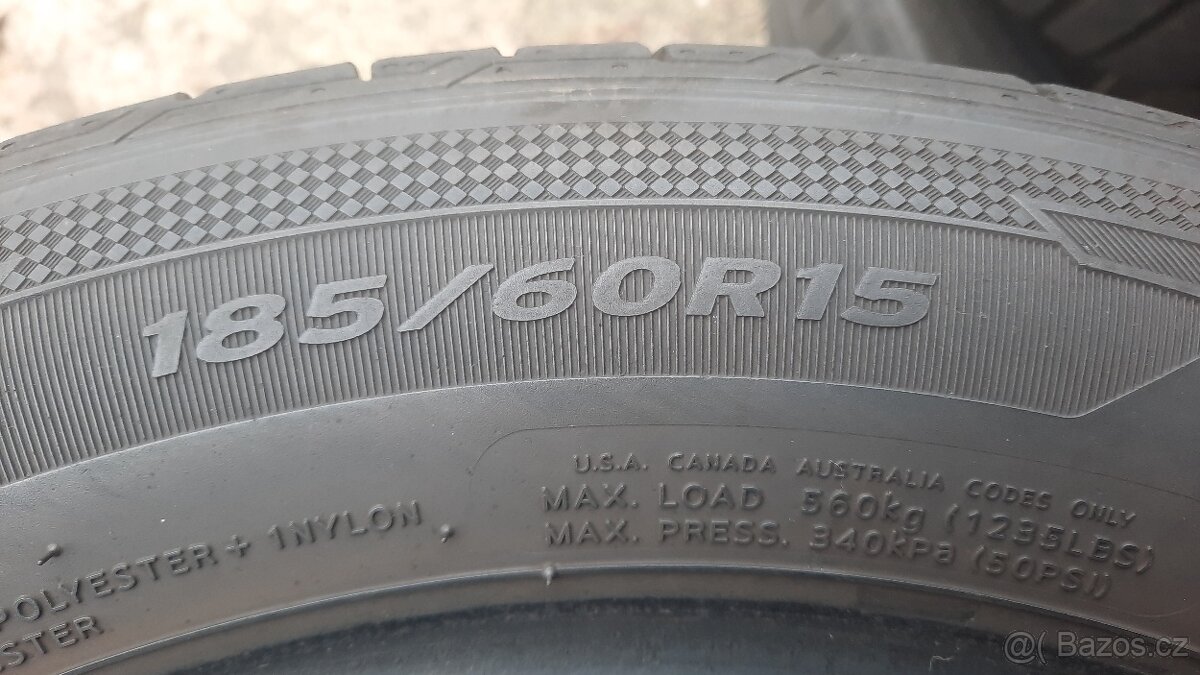 185/60R15
U.S.A. CANADA AUSTRALIA CODES ONLY
MAX. LOAD 560kg (1235LBS)
MAX. PRESS. 340kPa (50PSI)
POLYESTER + 1NYLON
STER
@( Bazos.cz